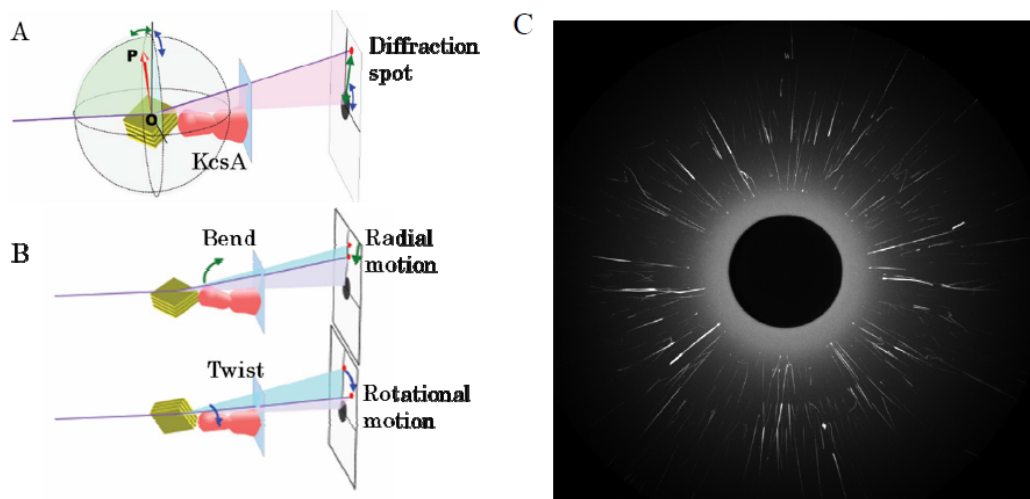 A
P
O
KcsA
Diffraction
spot
B
Bend
Radial
motion
Twist
Rotational
motion
C